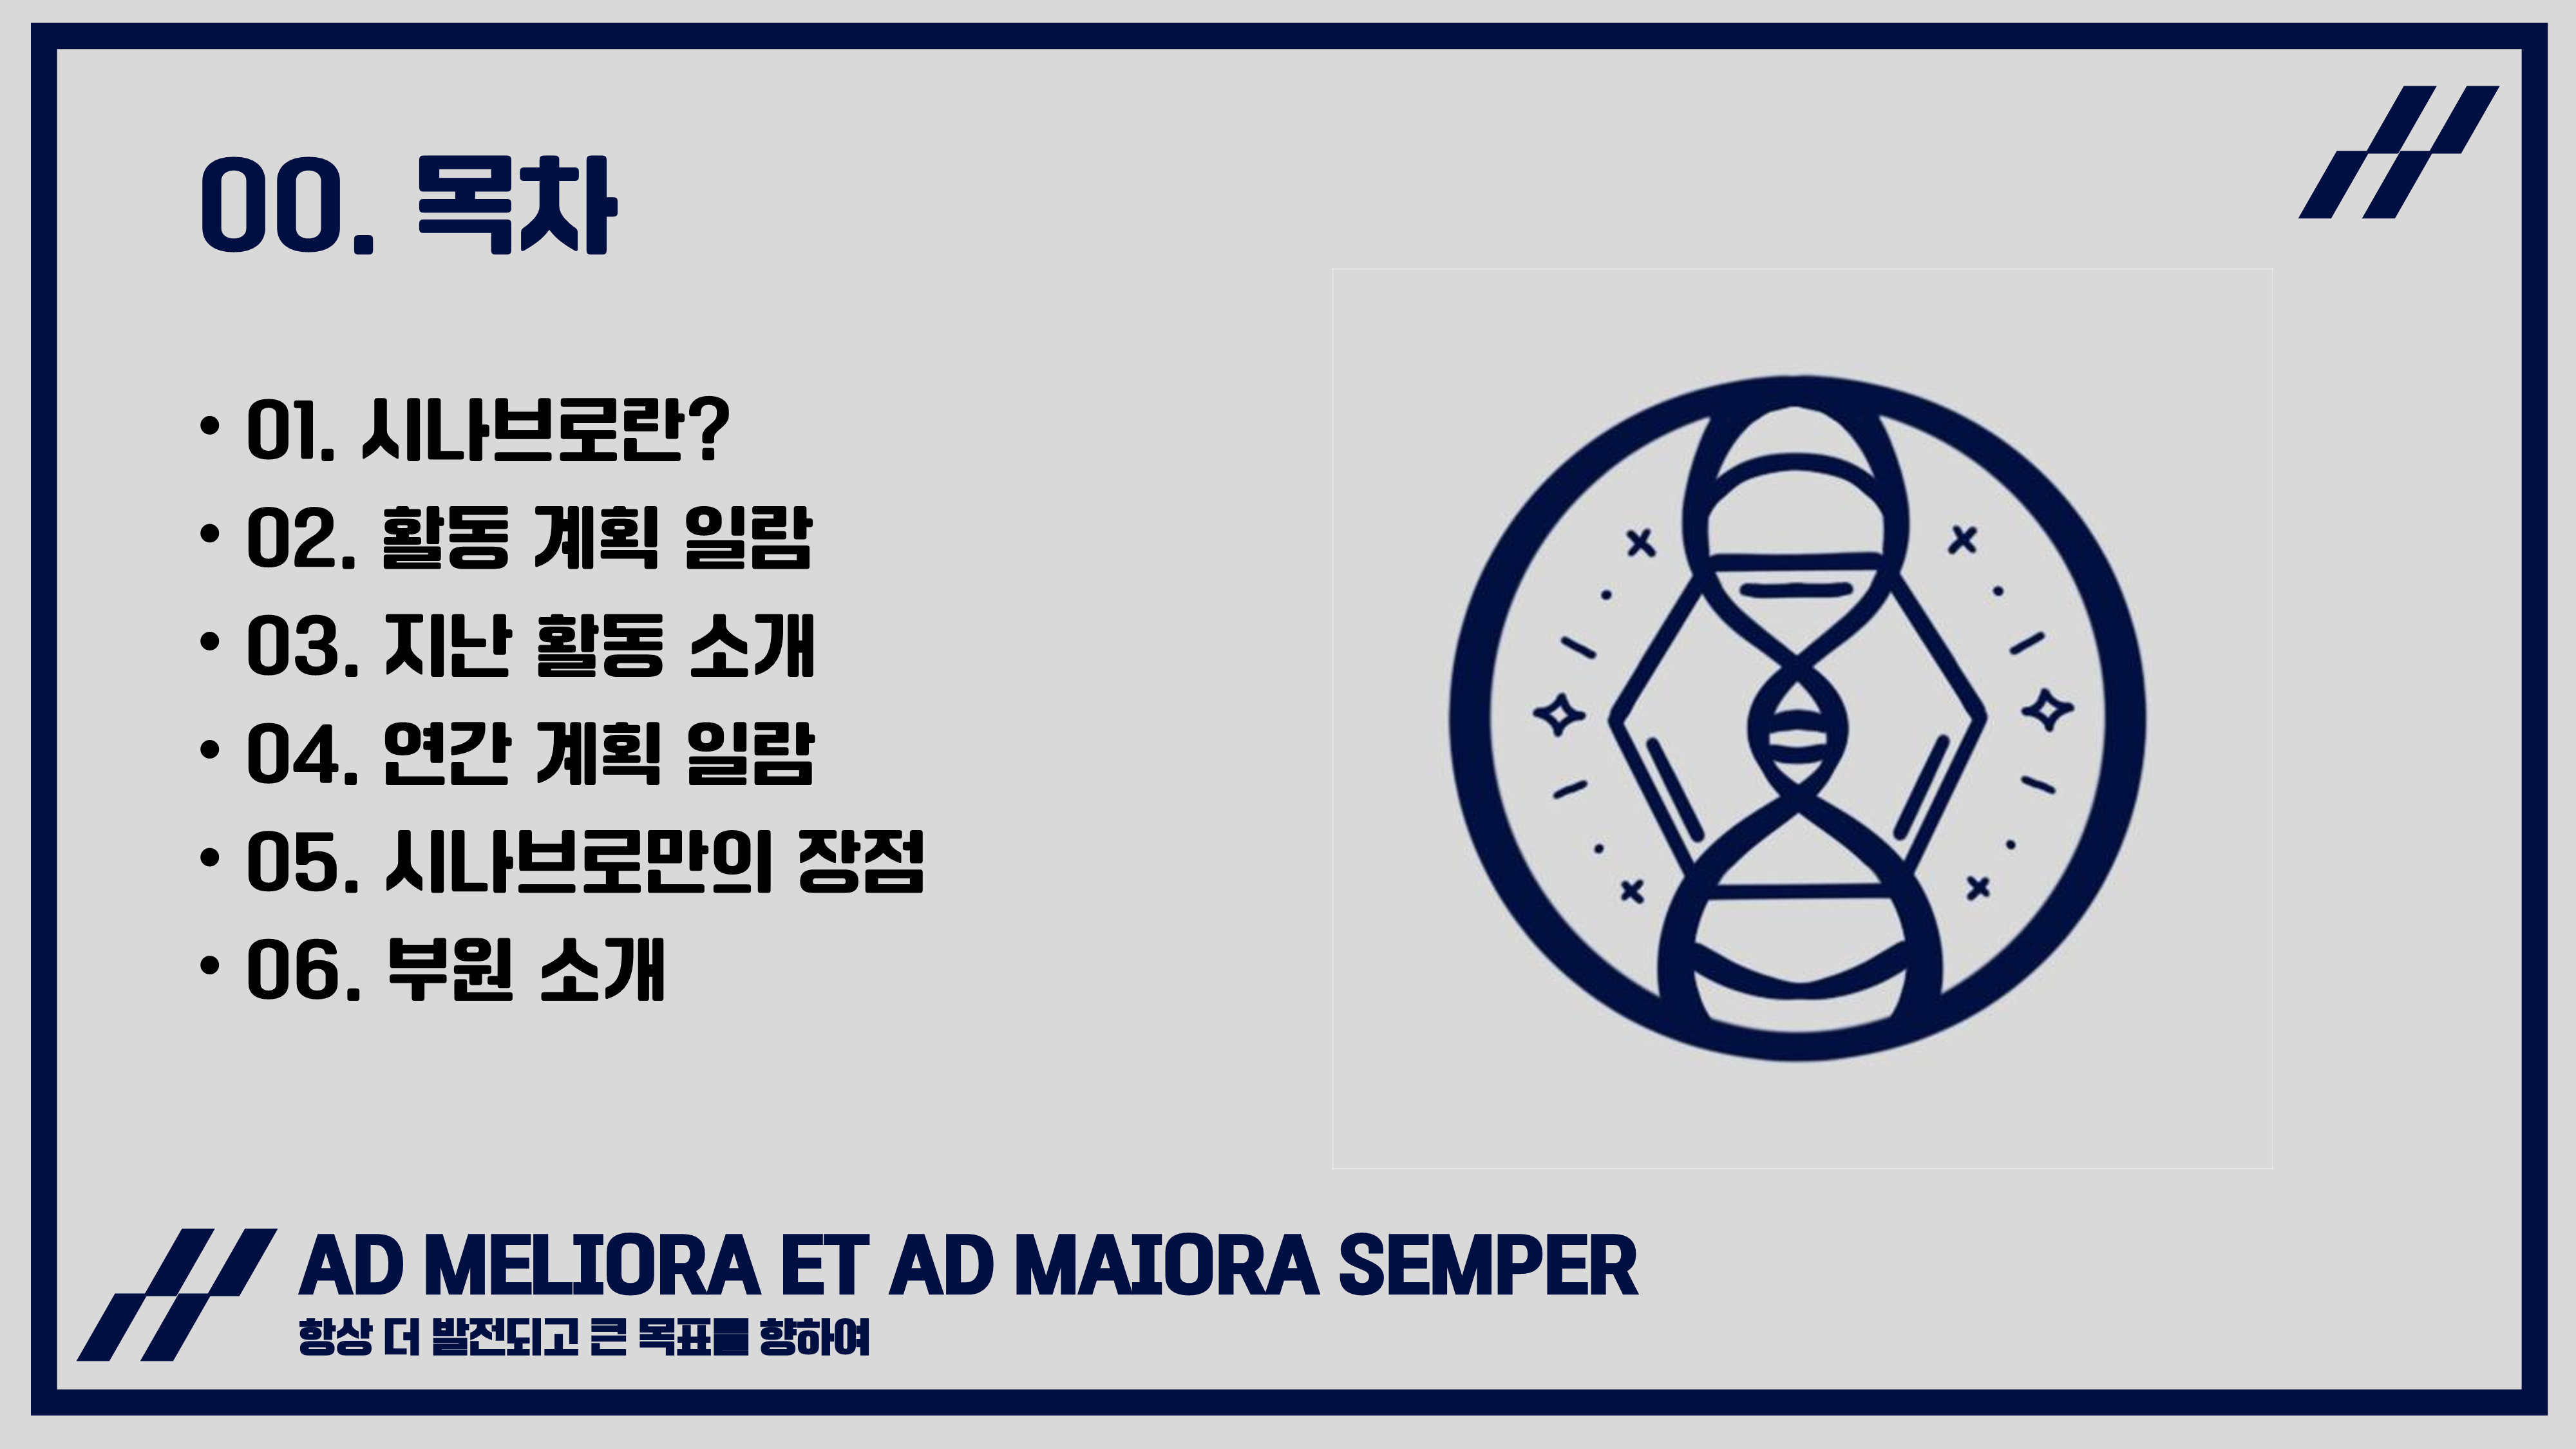 00. 목차
• 01. 시나브로란?
• 02. 활동 계획 일람
• 03. 지난 활동 소개
• 04. 연간 계획 일람
• 05. 시나브로만의 장점
• 06. 부원 소개
AD MELIORA ET AD MAIORA SEMPER
항상 더 발전되고 큰 목표를 향하여